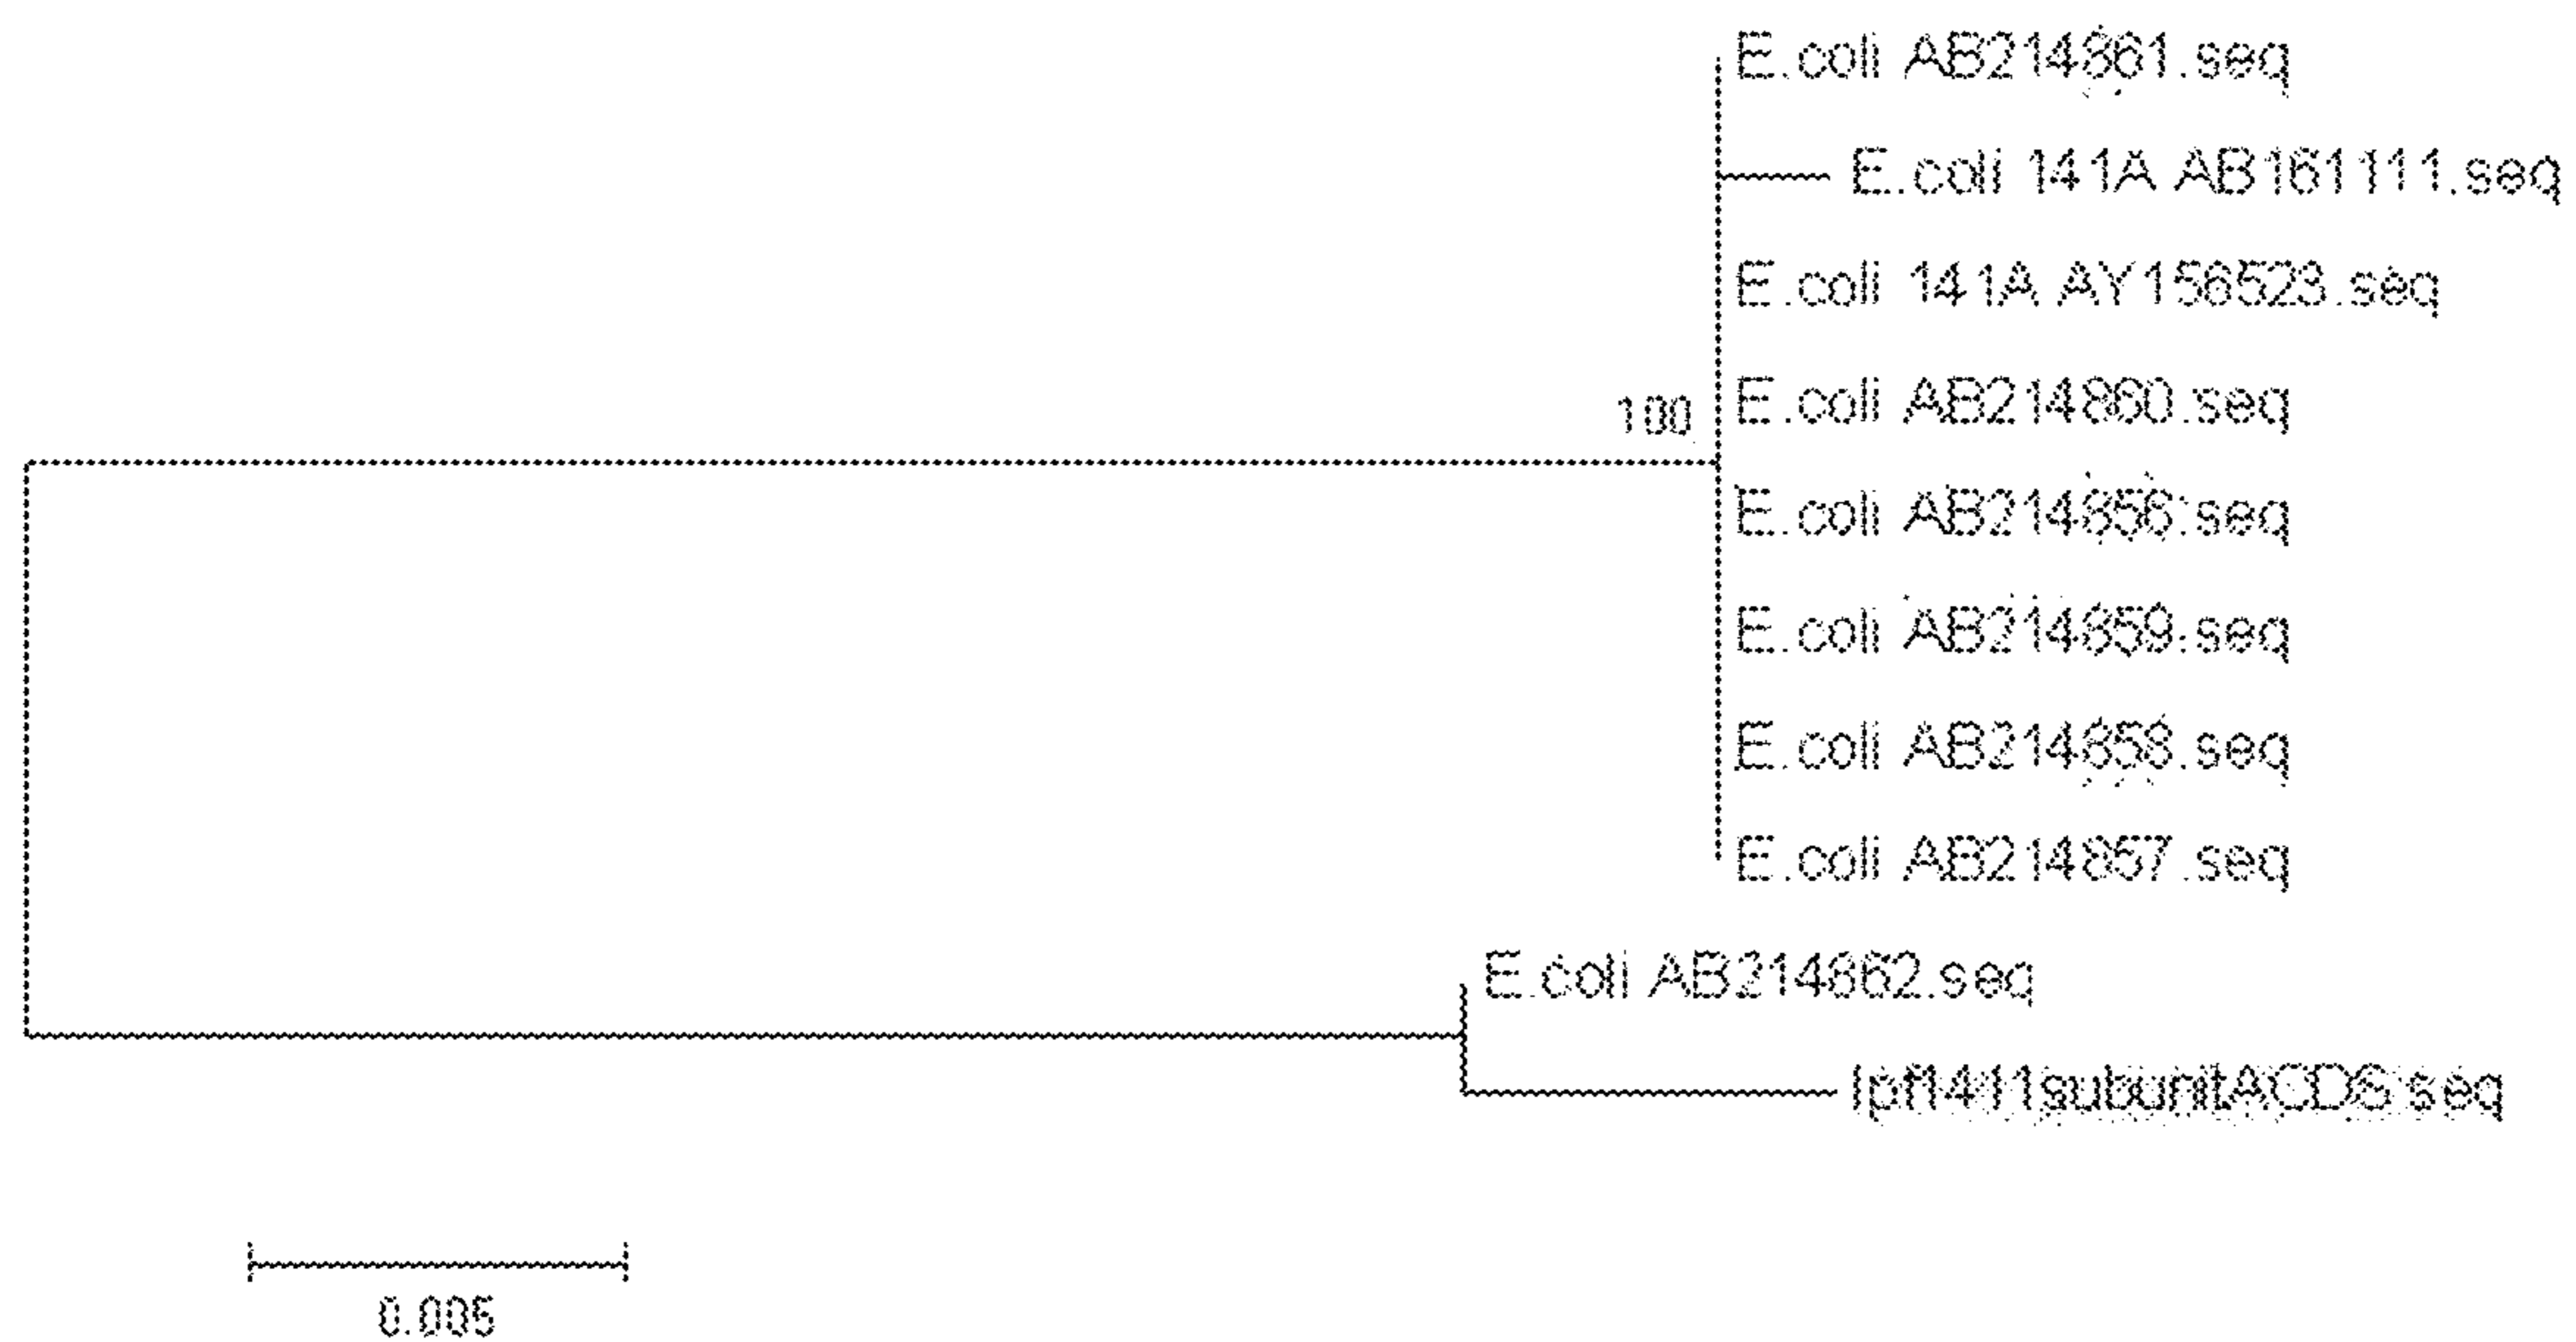 E.coli AB214861.seq
E.coli 141A AB161111.seq
E.coli 141A AY156523.seq
100
E.coli AB214860.seq
E.coli AB214856.seq
E.coli AB214859.seq
E.coli AB214858.seq
E.coli AB214857.seq
E.coli AB214862.seq
lpf1411subunitACDS.seq
0.005